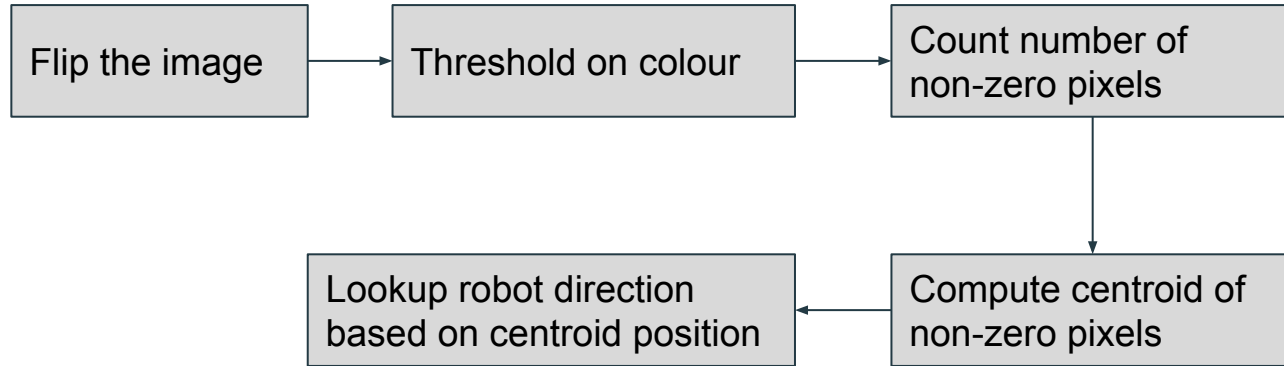 Flip the image
Threshold on colour
Count number of
non-zero pixels
Compute centroid of
non-zero pixels
Lookup robot direction
based on centroid position